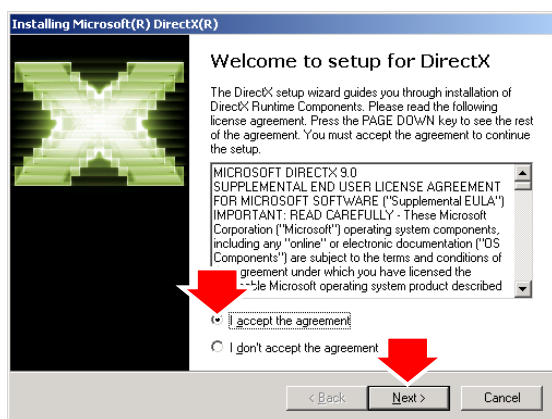 Installing Microsoft(R) DirectX(R)
Welcome to setup for DirectX
The DirectX setup wizard guides you through installation of
DirectX Runtime Components. Please read the following
license agreement. Press the PAGE DOWN key to see the rest
of the agreement. You must accept the agreement to continue
the setup.
MICROSOFT DIRECTX 9.0
SUPPLEMENTAL END USER LICENSE AGREEMENT
FOR MICROSOFT SOFTWARE ("Supplemental EULA")
IMPORTANT: READ CAREFULLY - These Microsoft
Corporation ("Microsoft") operating system components,
including any "online" or electronic documentation ("OS
Components") are subject to the terms and conditions of
greement under which you have licensed the
ble Microsoft operating system product described
I accept the agreement
I don't accept the agreement
< Back
Next >
Cancel